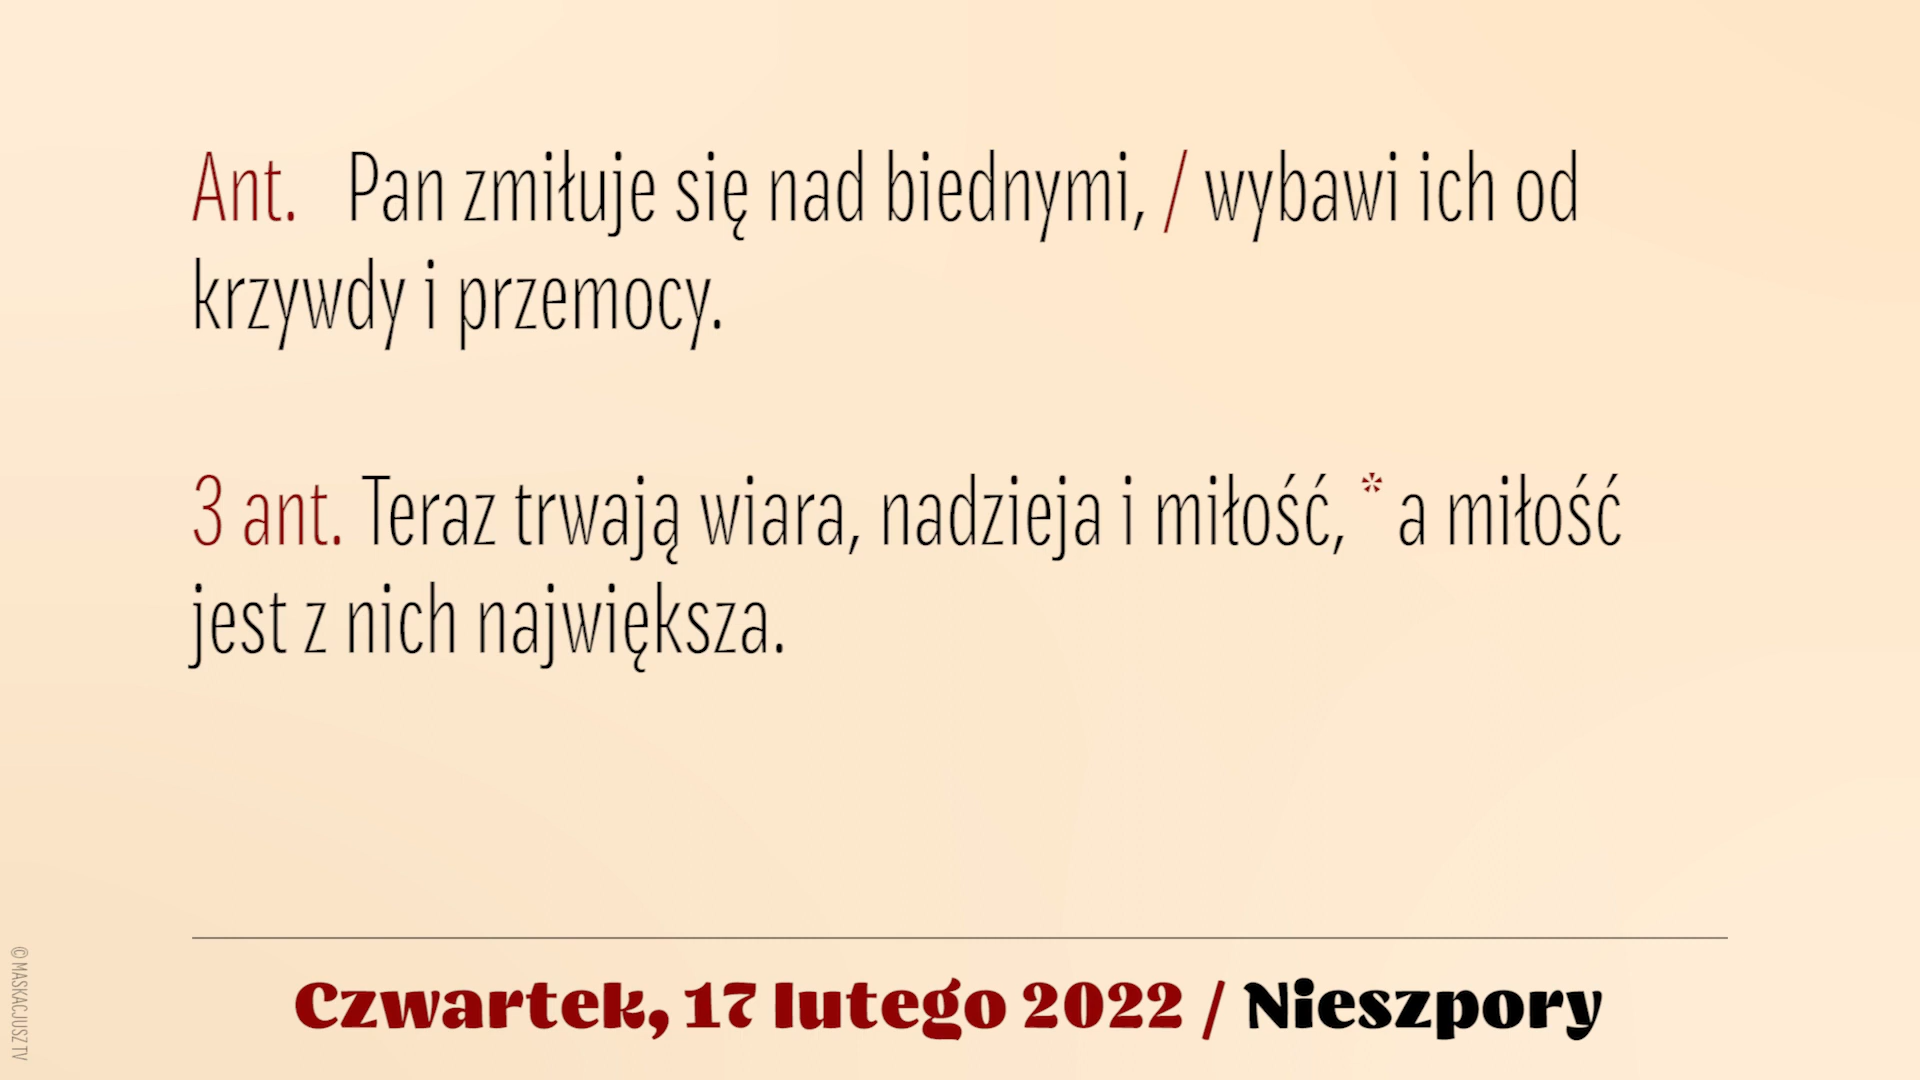 Ant. Pan zmiłuje się nad biednymi, / wybawi ich od
krzywdy i przemocy.
3 ant. Teraz trwają wiara, nadzieja i miłość, * a miłość
jest z nich największa.
Czwartek, 17 lutego 2022 / Nieszpory
© MASKACJUSZ TV